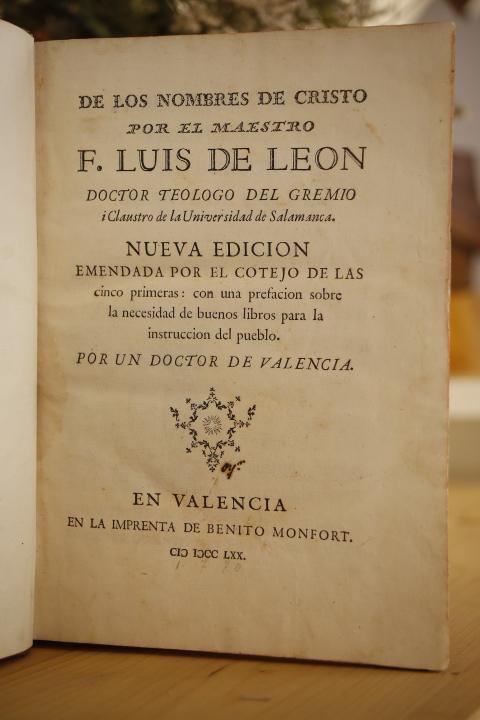 DE LOS NOMBRES DE CRISTO
POR EL MAESTRO
F. LUIS DE LEON
DOCTOR TEOLOGO DEL GREMIO
i Claustro de la Universidad de Salamanca.
NUEVA EDICION
EMENDADA POR EL COTEJO DE LAS
cinco primeras: con una prefacion sobre
la necesidad de buenos libros para la
instruccion del pueblo.
POR UN DOCTOR DE VALENCIA.
EN VALENCIA
EN LA IMPRENTA DE BENITO MONFORT.
CIƆ IƆCC LXX.
1770